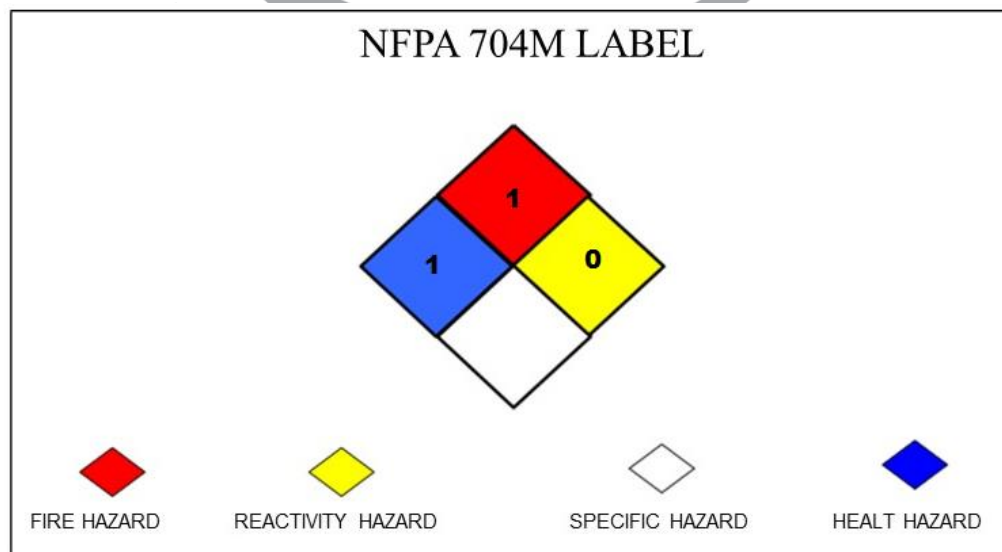 NFPA 704M LABEL
1
1
0
FIRE HAZARD
REACTIVITY HAZARD
SPECIFIC HAZARD
HEALT HAZARD